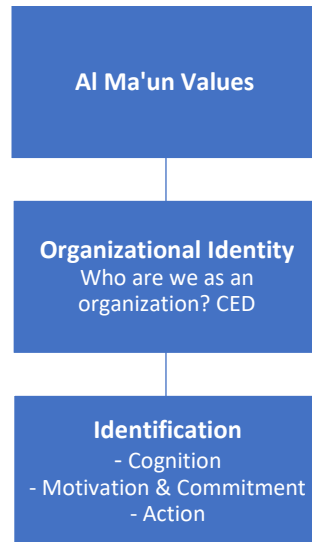 Al Ma'un Values
Organizational Identity
Who are we as an
organization? CED
Identification
- Cognition
- Motivation & Commitment
- Action